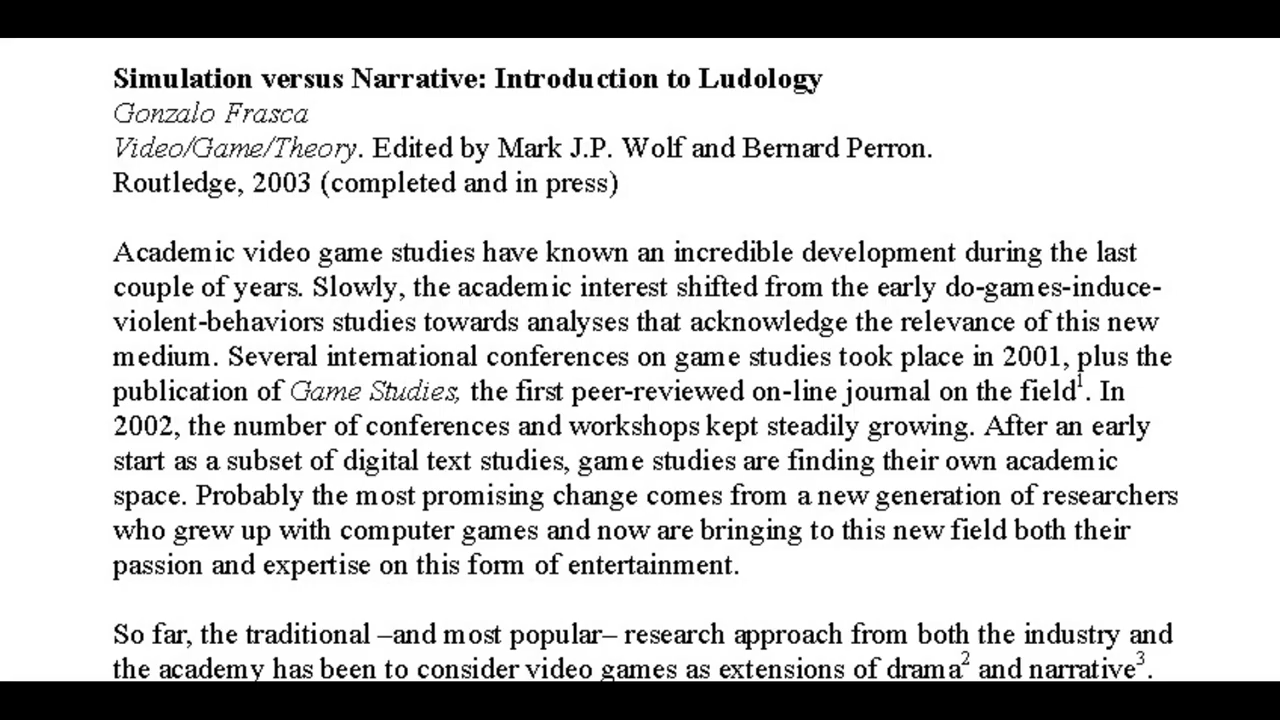 Simulation versus Narrative: Introduction to Ludology
Gonzalo Frasca
Video/Game/Theory. Edited by Mark J.P. Wolf and Bernard Perron.
Routledge, 2003 (completed and in press)
Academic video game studies have known an incredible development during the last
couple of years. Slowly, the academic interest shifted from the early do-games-induce-
violent-behaviors studies towards analyses that acknowledge the relevance of this new
medium. Several international conferences on game studies took place in 2001, plus the
publication of Game Studies, the first peer-reviewed on-line journal on the field1. In
2002, the number of conferences and workshops kept steadily growing. After an early
start as a subset of digital text studies, game studies are finding their own academic
space. Probably the most promising change comes from a new generation of researchers
who grew up with computer games and now are bringing to this new field both their
passion and expertise on this form of entertainment.
So far, the traditional –and most popular– research approach from both the industry and
the academy has been to consider video games as extensions of drama2 and narrative3.